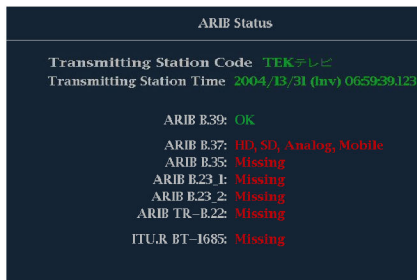 ARIB Status
Transmitting Station Code TEKテレビ
Transmitting Station Time 2004/13/31 (Inv) 06:59:39.123
ARIB B.39: OK
ARIB B.37: HD, SD, Analog, Mobile
ARIB B.35: Missing
ARIB B.23_1: Missing
ARIB B.23_2: Missing
ARIB TR-B.22: Missing
ITU.R BT-1685: Missing